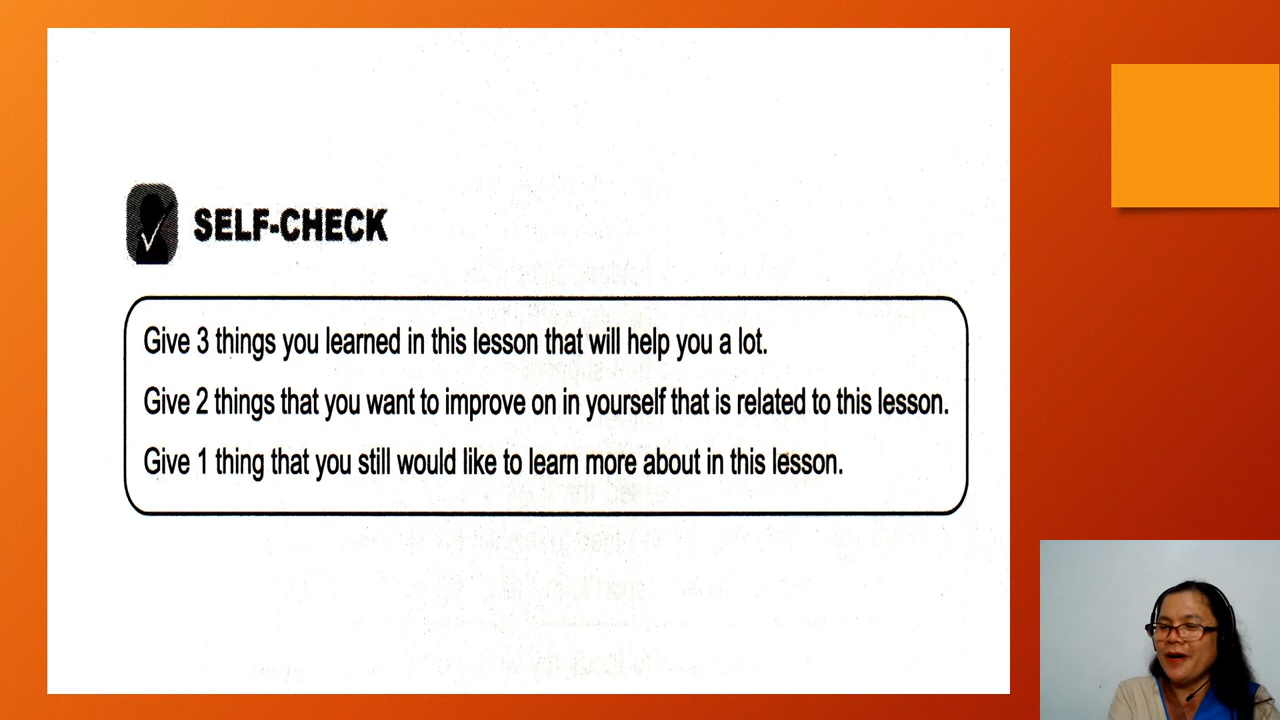 SELF-CHECK
Give 3 things you learned in this lesson that will help you a lot.
Give 2 things that you want to improve on in yourself that is related to this lesson.
Give 1 thing that you still would like to learn more about in this lesson.